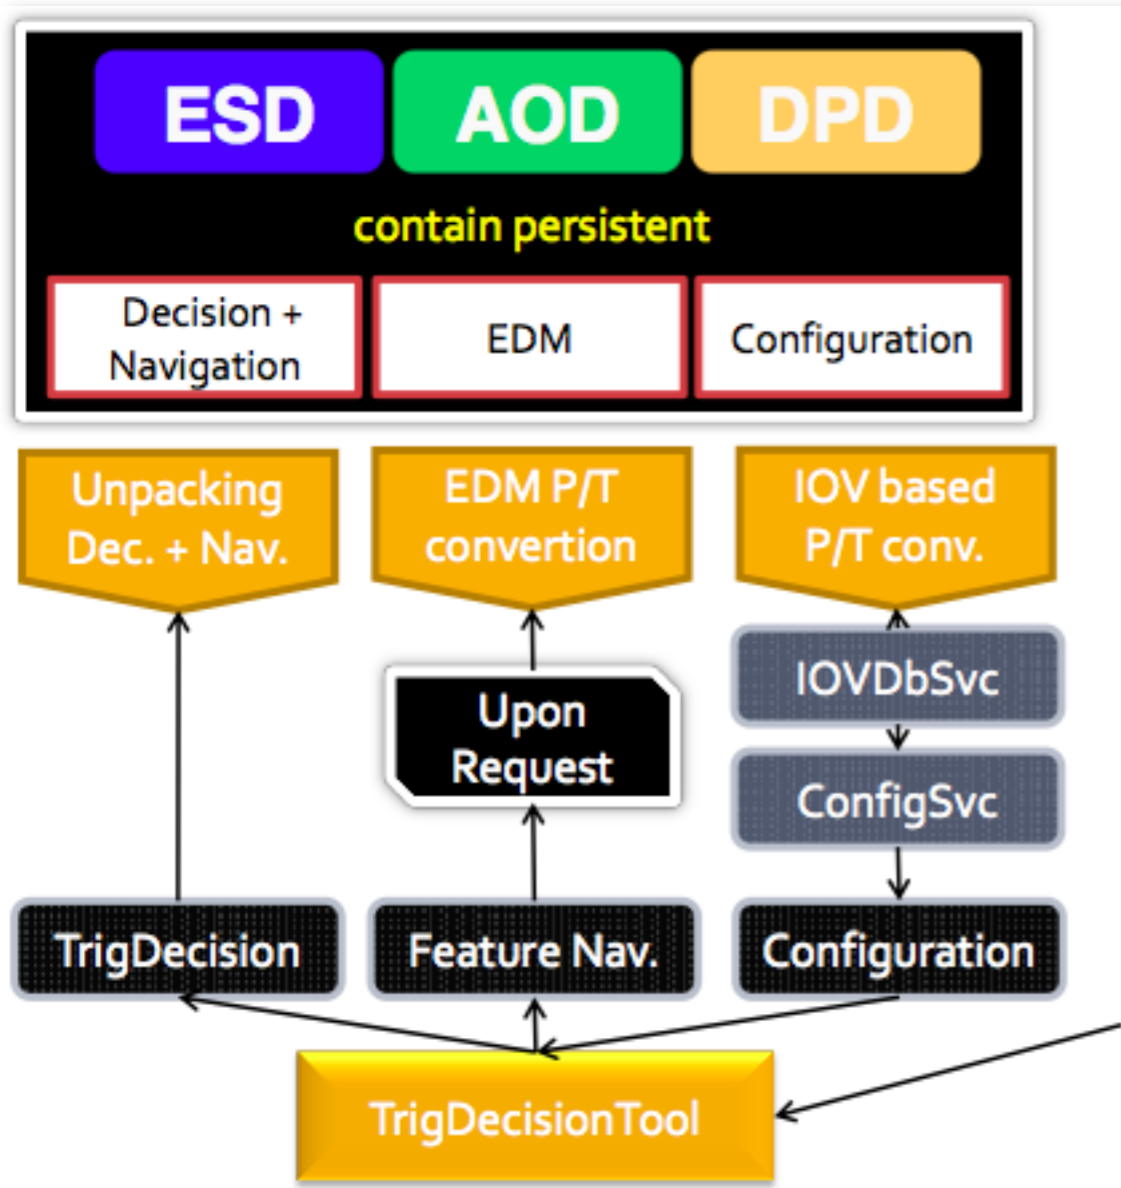 ESD AOD DPD
contain persistent
Decision +
Navigation
EDM
Configuration
Unpacking
Dec. + Nav.
EDM P/T
convertion
IOV based
P/T conv.
IOVDbSvc
Upon
Request
ConfigSvc
TrigDecision
Feature Nav.
Configuration
TrigDecisionTool